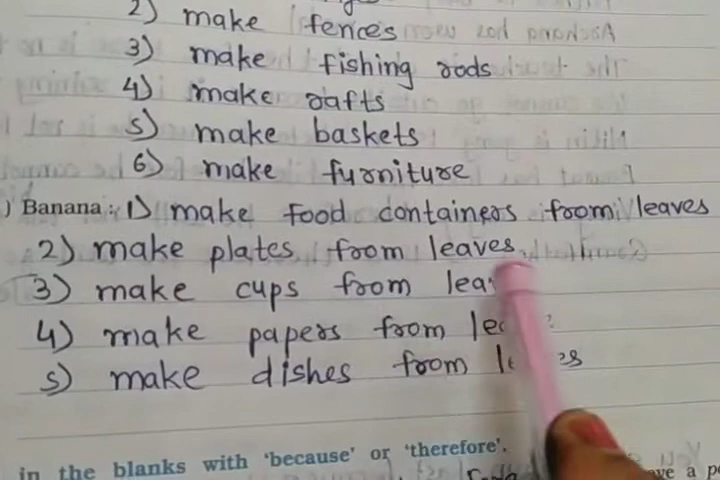 2) make fences
3) make fishing rods
4) make rafts
5) make baskets
6) make furniture
) Banana :- 1) make food containers from leaves
2) make plates from leaves
3) make cups from
4) make papers from
5) make dishes from
in the blanks with 'because' or 'therefore'.